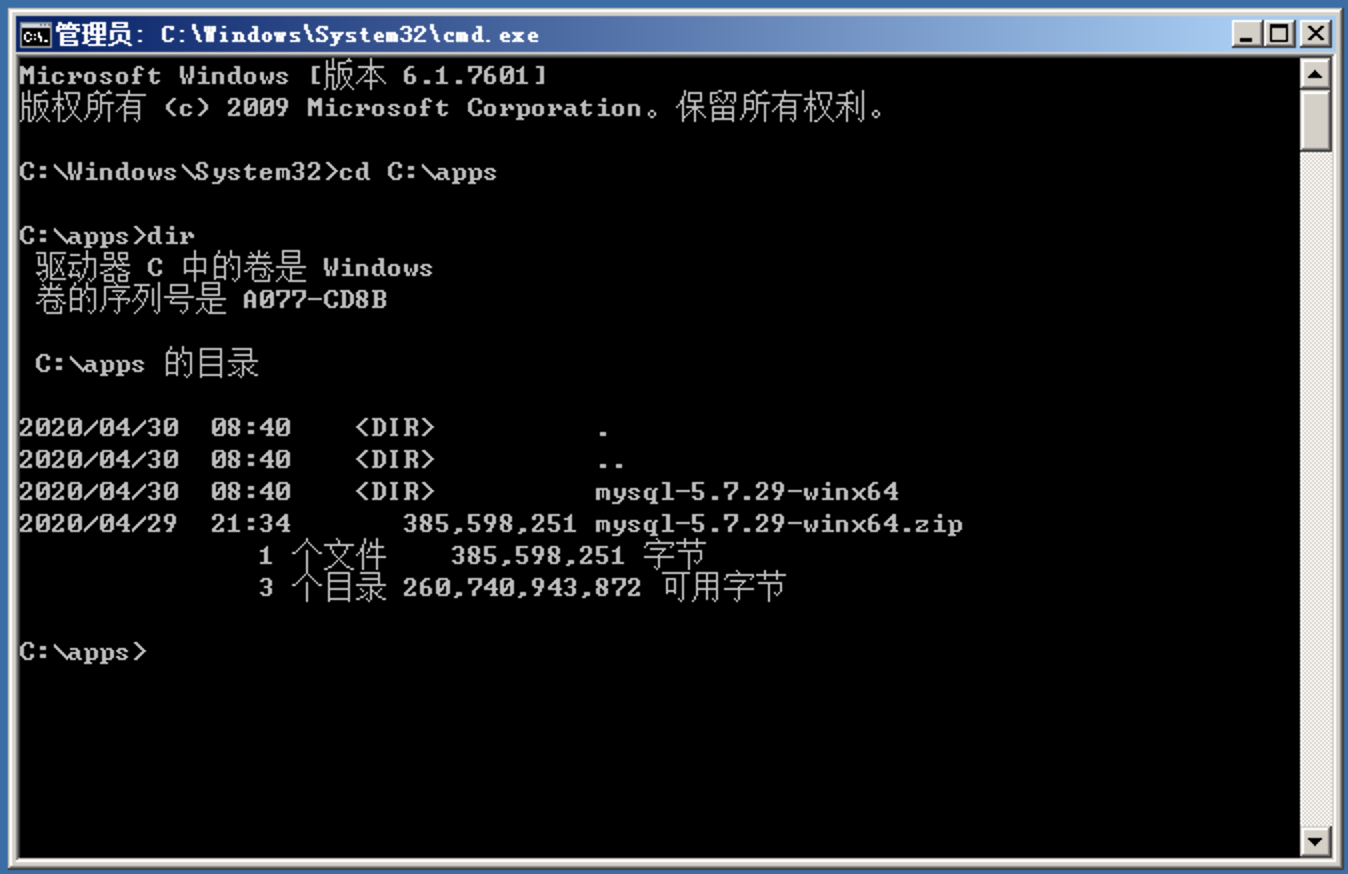 管理员: C:\Windows\System32\cmd.exe
Microsoft Windows [版本 6.1.7601]
版权所有 (c) 2009 Microsoft Corporation。保留所有权利。
C:\Windows\System32>cd C:\apps
C:\apps>dir
 驱动器 C 中的卷是 Windows
 卷的序列号是 A077-CD8B
 C:\apps 的目录
2020/04/30  08:40    <DIR>          .
2020/04/30  08:40    <DIR>          ..
2020/04/30  08:40    <DIR>          mysql-5.7.29-winx64
2020/04/29  21:34       385,598,251 mysql-5.7.29-winx64.zip
               1 个文件    385,598,251 字节
               3 个目录 260,740,943,872 可用字节
C:\apps>